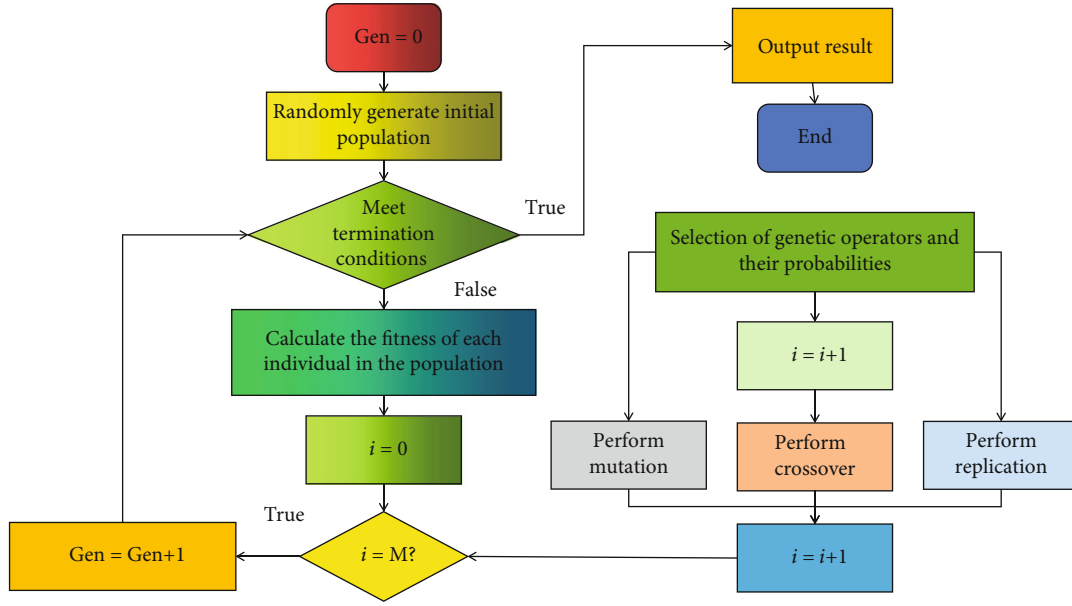 Gen = 0
Randomly generate initial
population
Meet
termination
conditions
True
False
Calculate the fitness of each
individual in the population
i = 0
True
i = M?
Gen = Gen+1
Output result
End
Selection of genetic operators and
their probabilities
i = i+1
Perform
mutation
Perform
crossover
Perform
replication
i = i+1